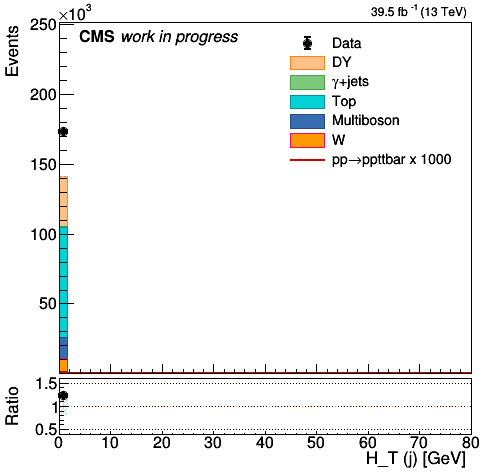 ×10³
39.5 fb⁻¹ (13 TeV)
Events
CMS work in progress
Data
DY
γ+jets
Top
Multiboson
W
pp→ppttbar x 1000
250
200
150
100
50
Ratio
1.5
1
0.5
0 10 20 30 40 50 60 70 80
H_T (j) [GeV]